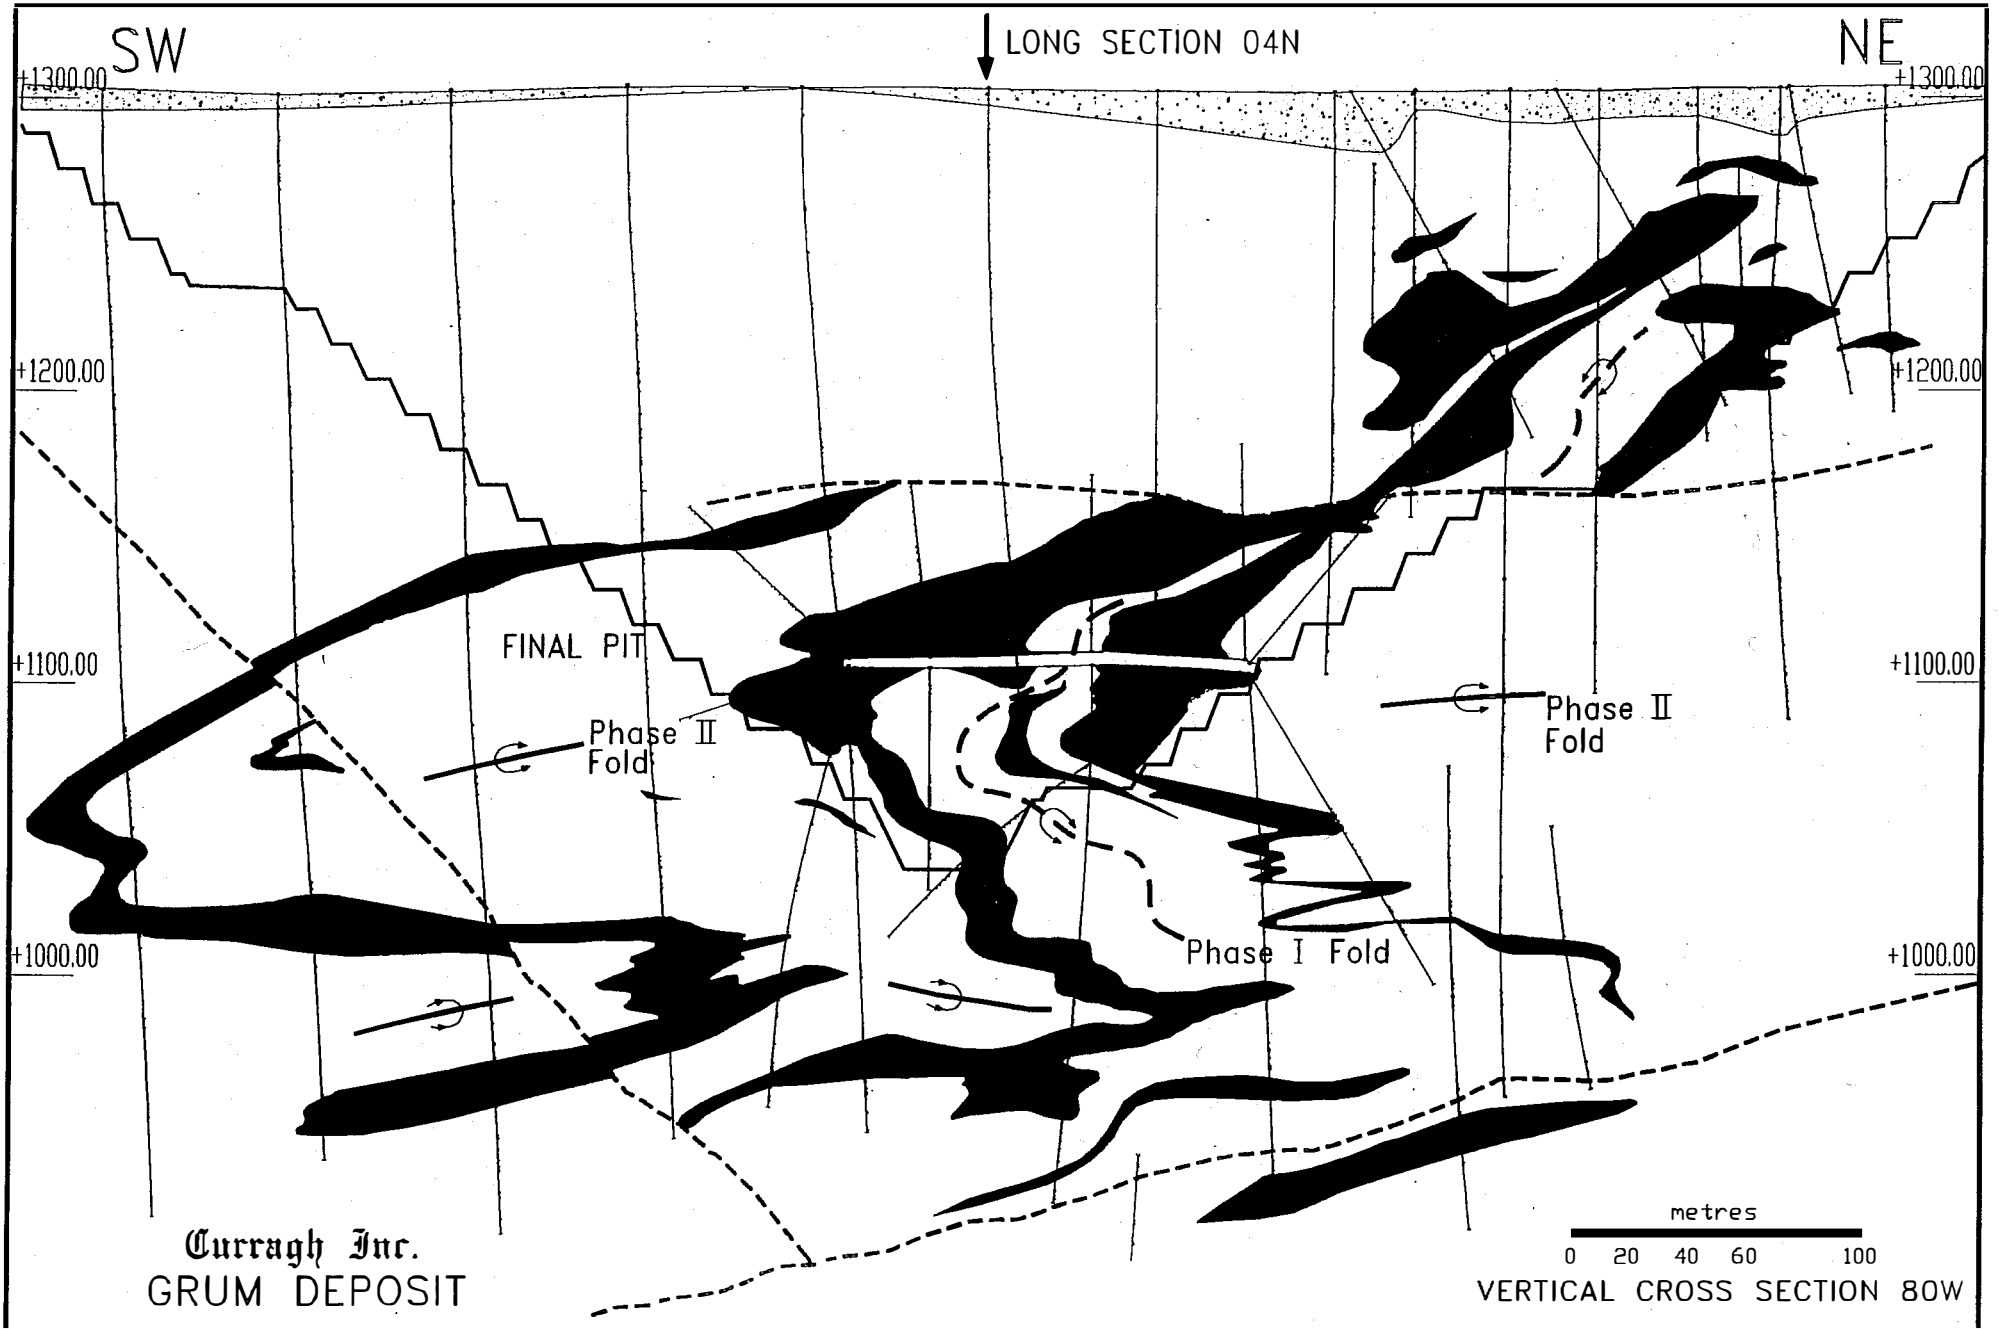 SW
LONG SECTION 04N
NE
+1300.00
+1300.00
+1200.00
+1200.00
FINAL PIT
+1100.00
+1100.00
Phase II
Fold
Phase II
Fold
+1000.00
+1000.00
Phase I Fold
metres
0 20 40 60 100
Curragh Inc.
GRUM DEPOSIT
VERTICAL CROSS SECTION 80W